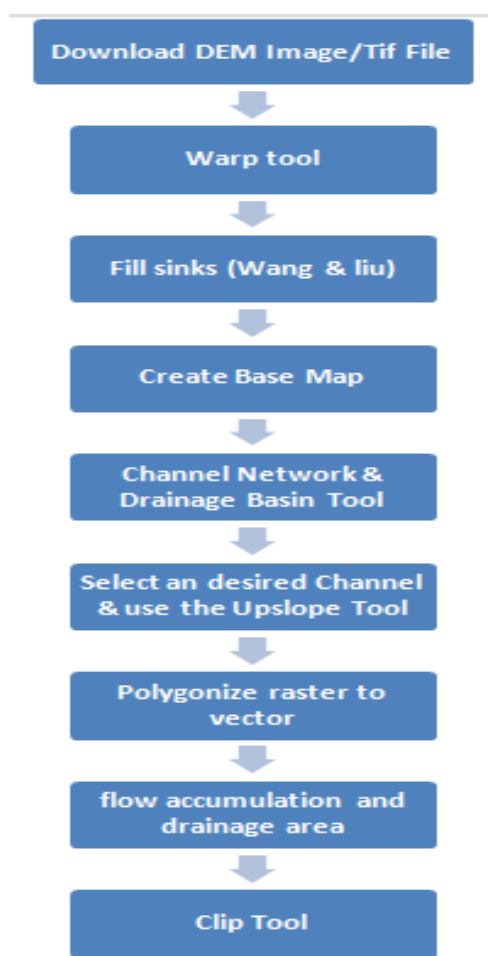 Download DEM Image/Tif File
Warp tool
Fill sinks (Wang & liu)
Create Base Map
Channel Network &
Drainage Basin Tool
Select an desired Channel
& use the Upslope Tool
Polygonize raster to
vector
flow accumulation and
drainage area
Clip Tool